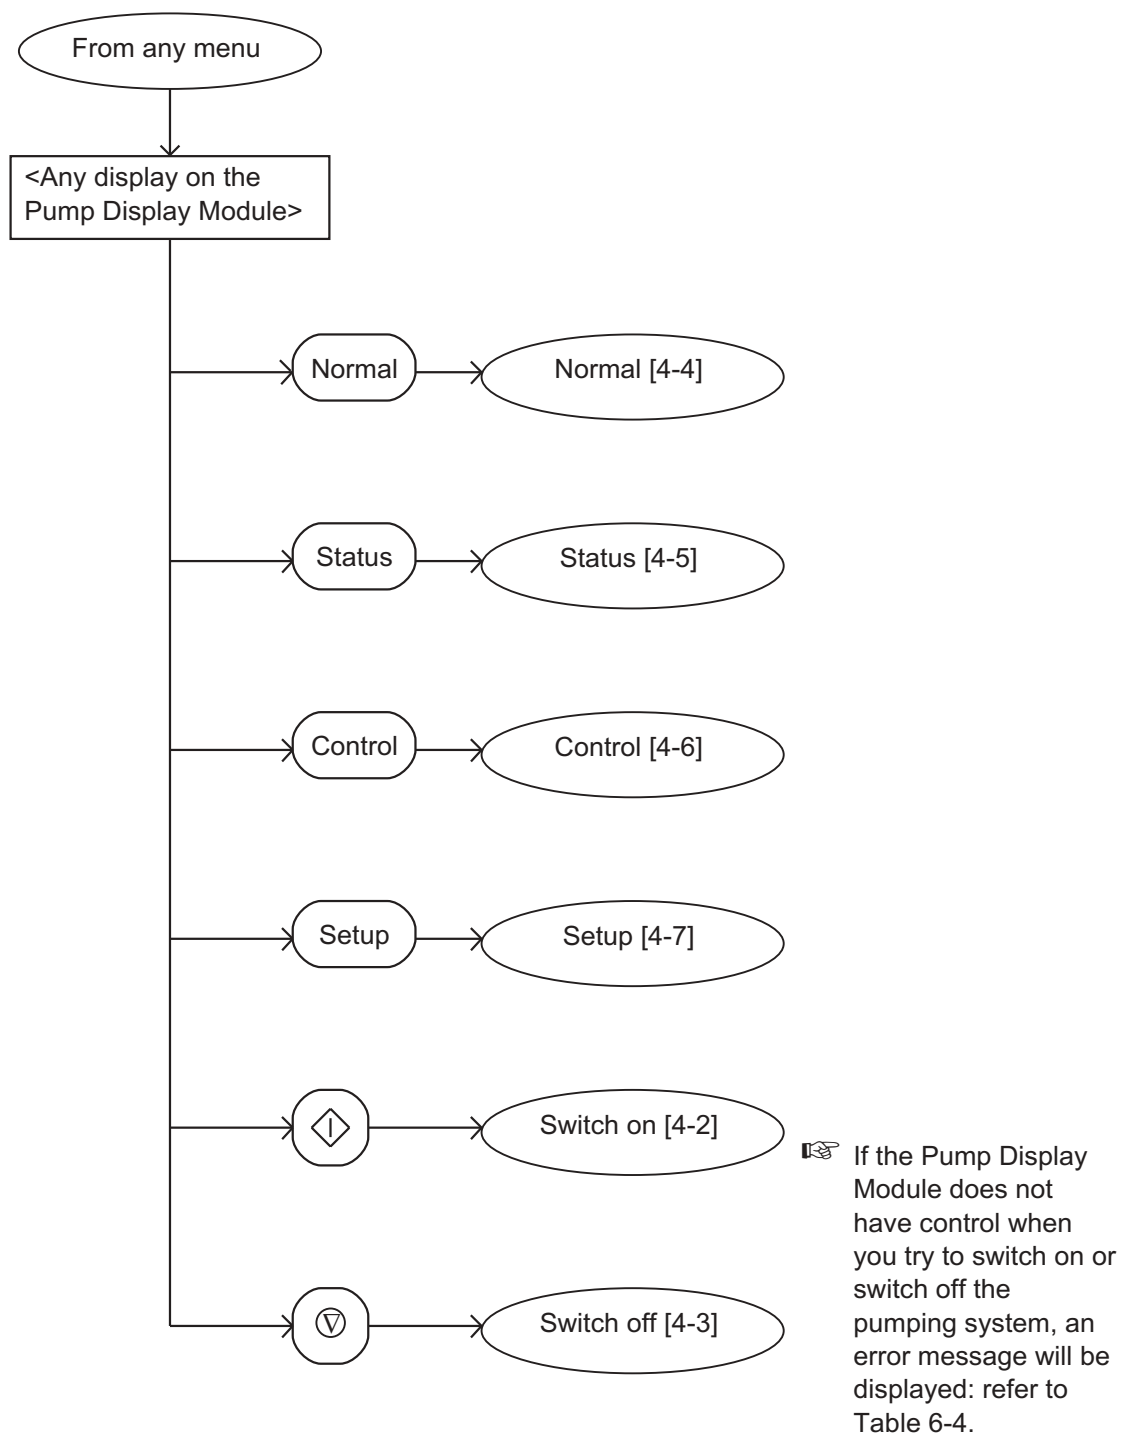 From any menu
<Any display on the
Pump Display Module>
Normal
Normal [4-4]
Status
Status [4-5]
Control
Control [4-6]
Setup
Setup [4-7]
Switch on [4-2]
Switch off [4-3]
☞ If the Pump Display
Module does not
have control when
you try to switch on or
switch off the
pumping system, an
error message will be
displayed: refer to
Table 6-4.